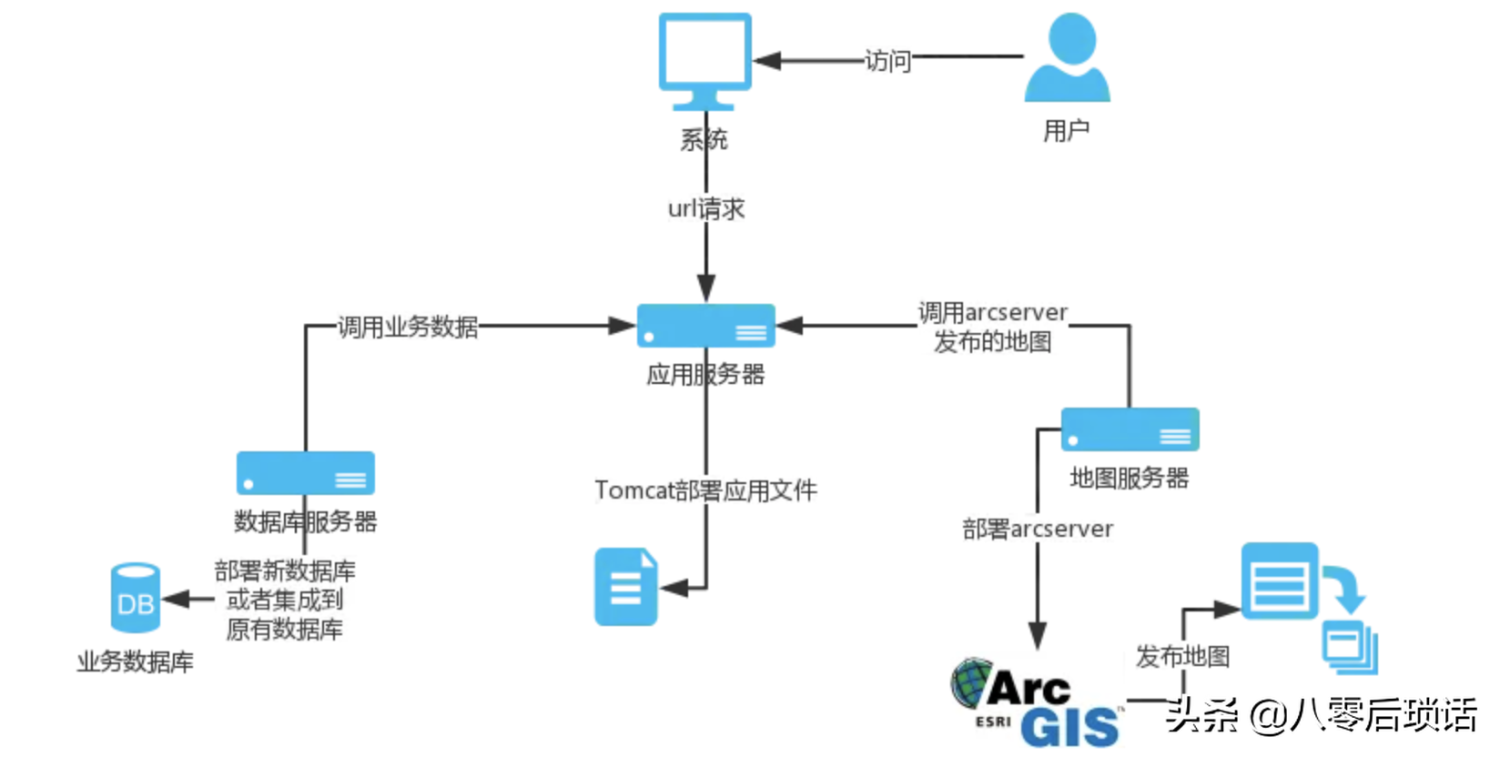 访问
用户
系统
url请求
调用业务数据
调用arcserver
发布的地图
应用服务器
地图服务器
数据库服务器
Tomcat部署应用文件
部署arcserver
部署新数据库
或者集成到
原有数据库
DB
业务数据库
发布地图
Arc
ESRI
GIS
头条 @八零后琐话